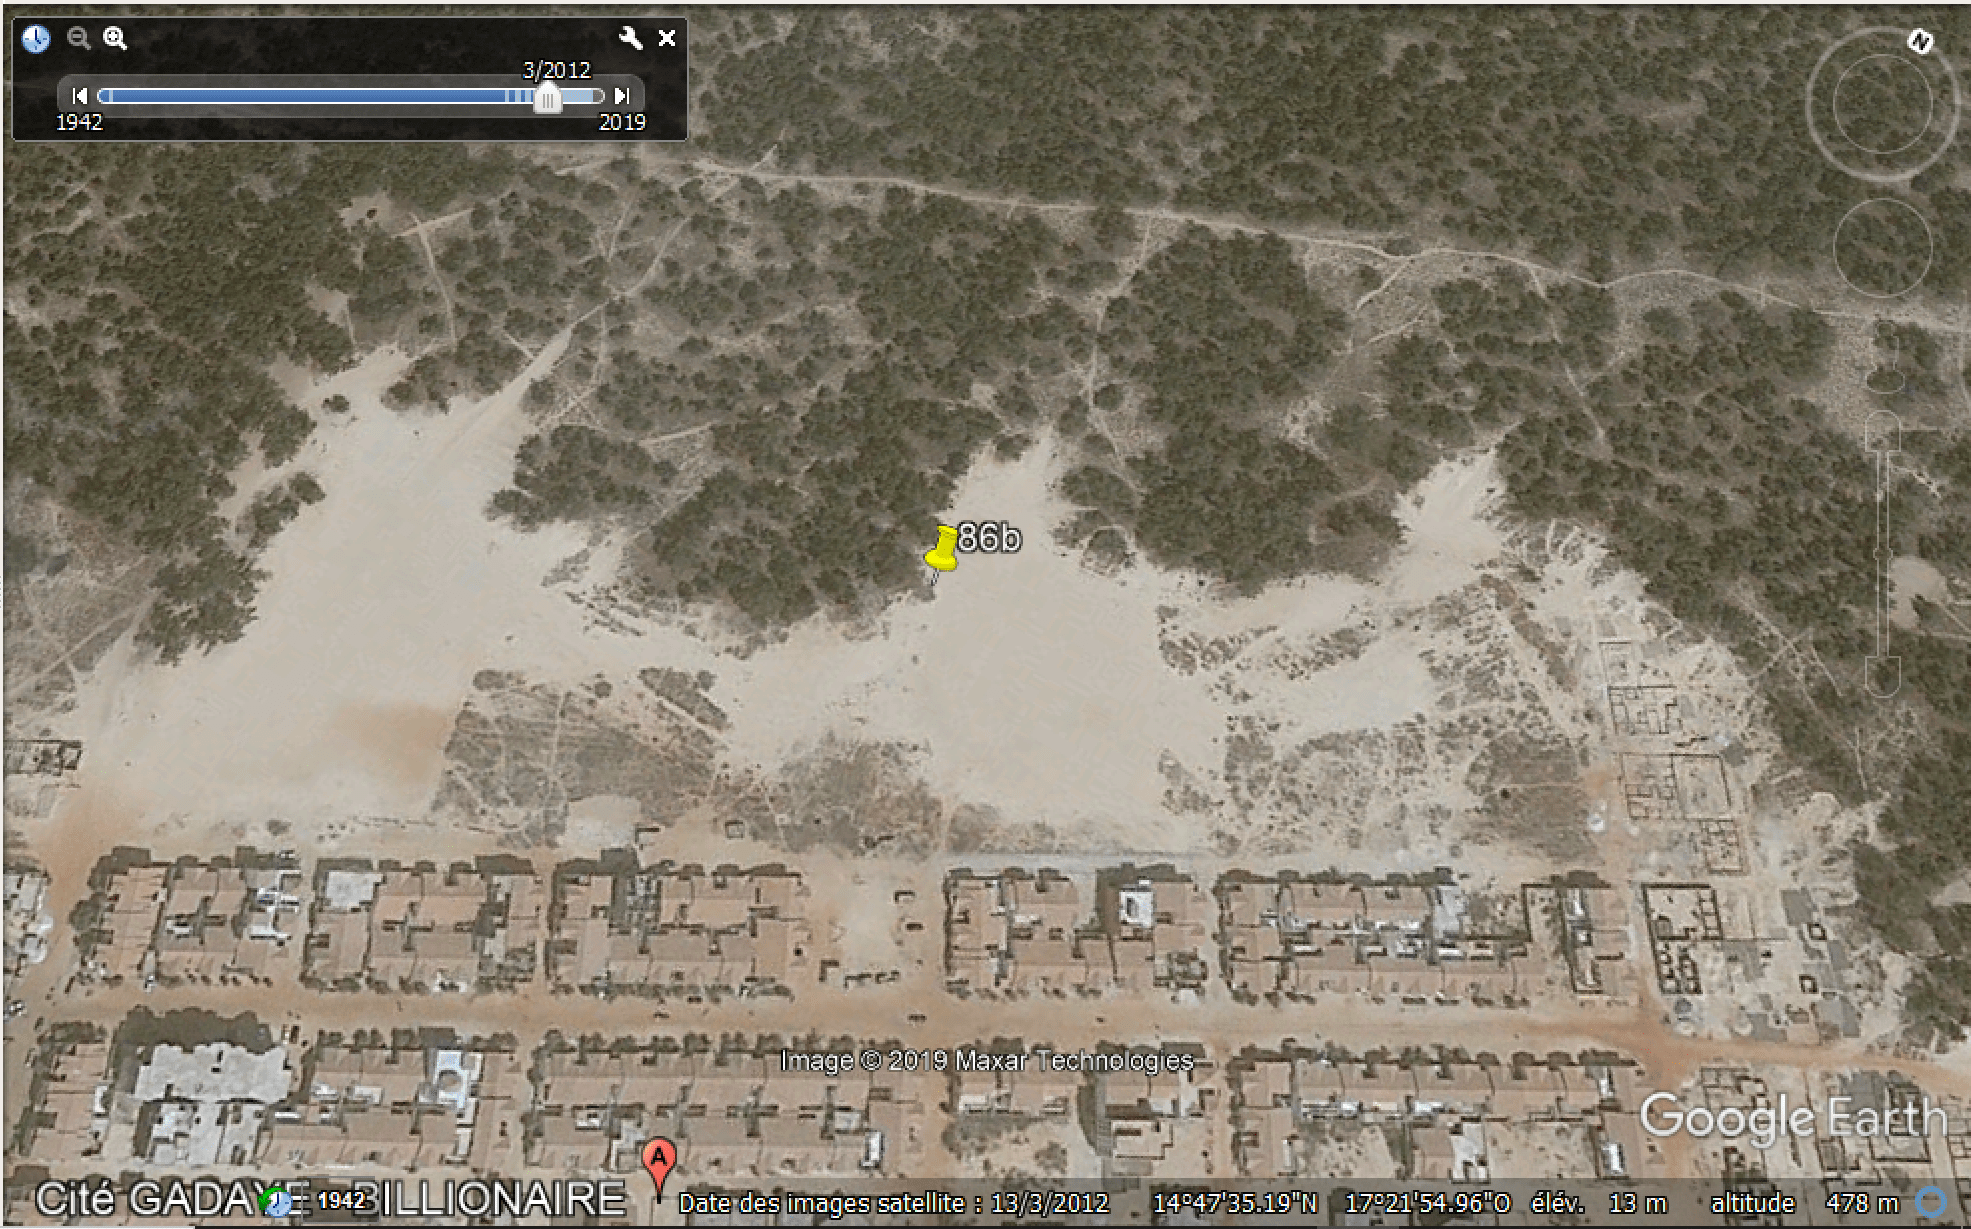 3/2012
1942
2019
N
86b
Image © 2019 Maxar Technologies
Google Earth
A
Cité GADAYE BILLIONAIRE
1942
Date des images satellite : 13/3/2012 14°47'35.19"N 17°21'54.96"O élév. 13 m altitude 478 m